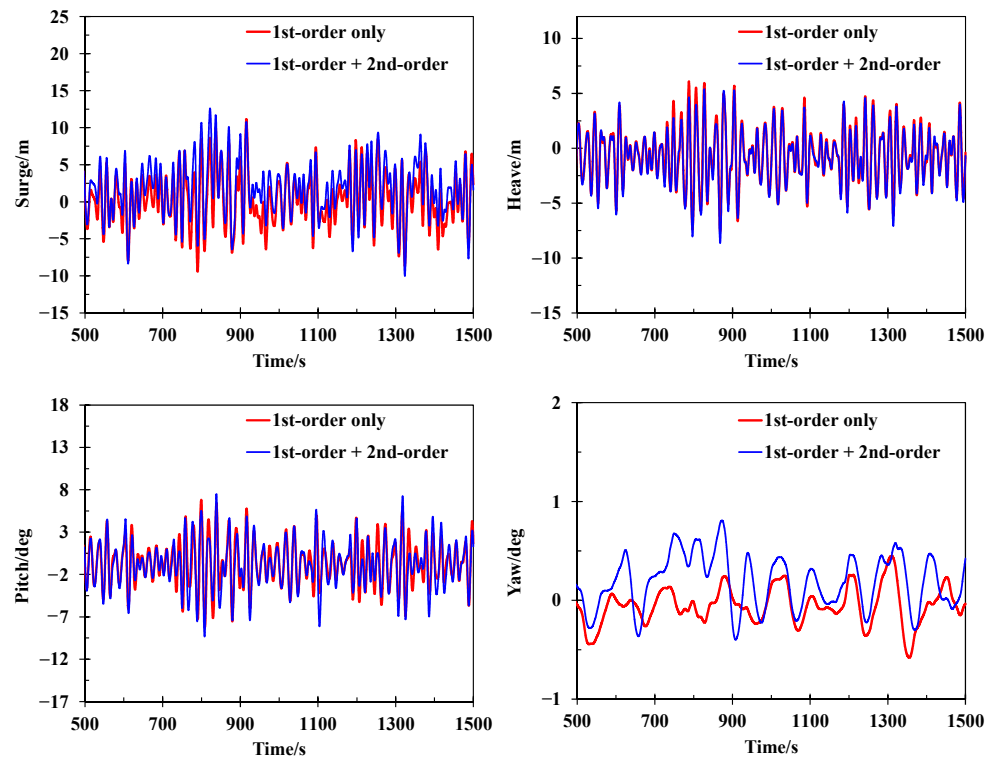 25
20
15
10
5
0
−5
−10
−15
Surge/m
1st-order only
1st-order + 2nd-order
500 700 900 1100 1300 1500
Time/s
10
5
0
−5
−10
−15
Heave/m
1st-order only
1st-order + 2nd-order
500 700 900 1100 1300 1500
Time/s
18
13
8
3
−2
−7
−12
−17
Pitch/deg
1st-order only
1st-order + 2nd-order
500 700 900 1100 1300 1500
Time/s
2
1
0
−1
Yaw/deg
1st-order only
1st-order + 2nd-order
500 700 900 1100 1300 1500
Time/s